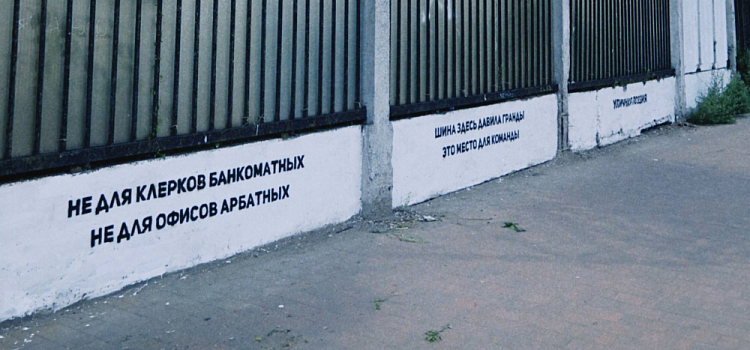 НЕ ДЛЯ КЛЕРКОВ БАНКОМАТНЫХ
НЕ ДЛЯ ОФИСОВ АРБАТНЫХ
ШИНА ЗДЕСЬ ДАВИЛА ГРАНДЫ
ЭТО МЕСТО ДЛЯ КОМАНДЫ
УЛИЧНАЯ ПОЭЗИЯ